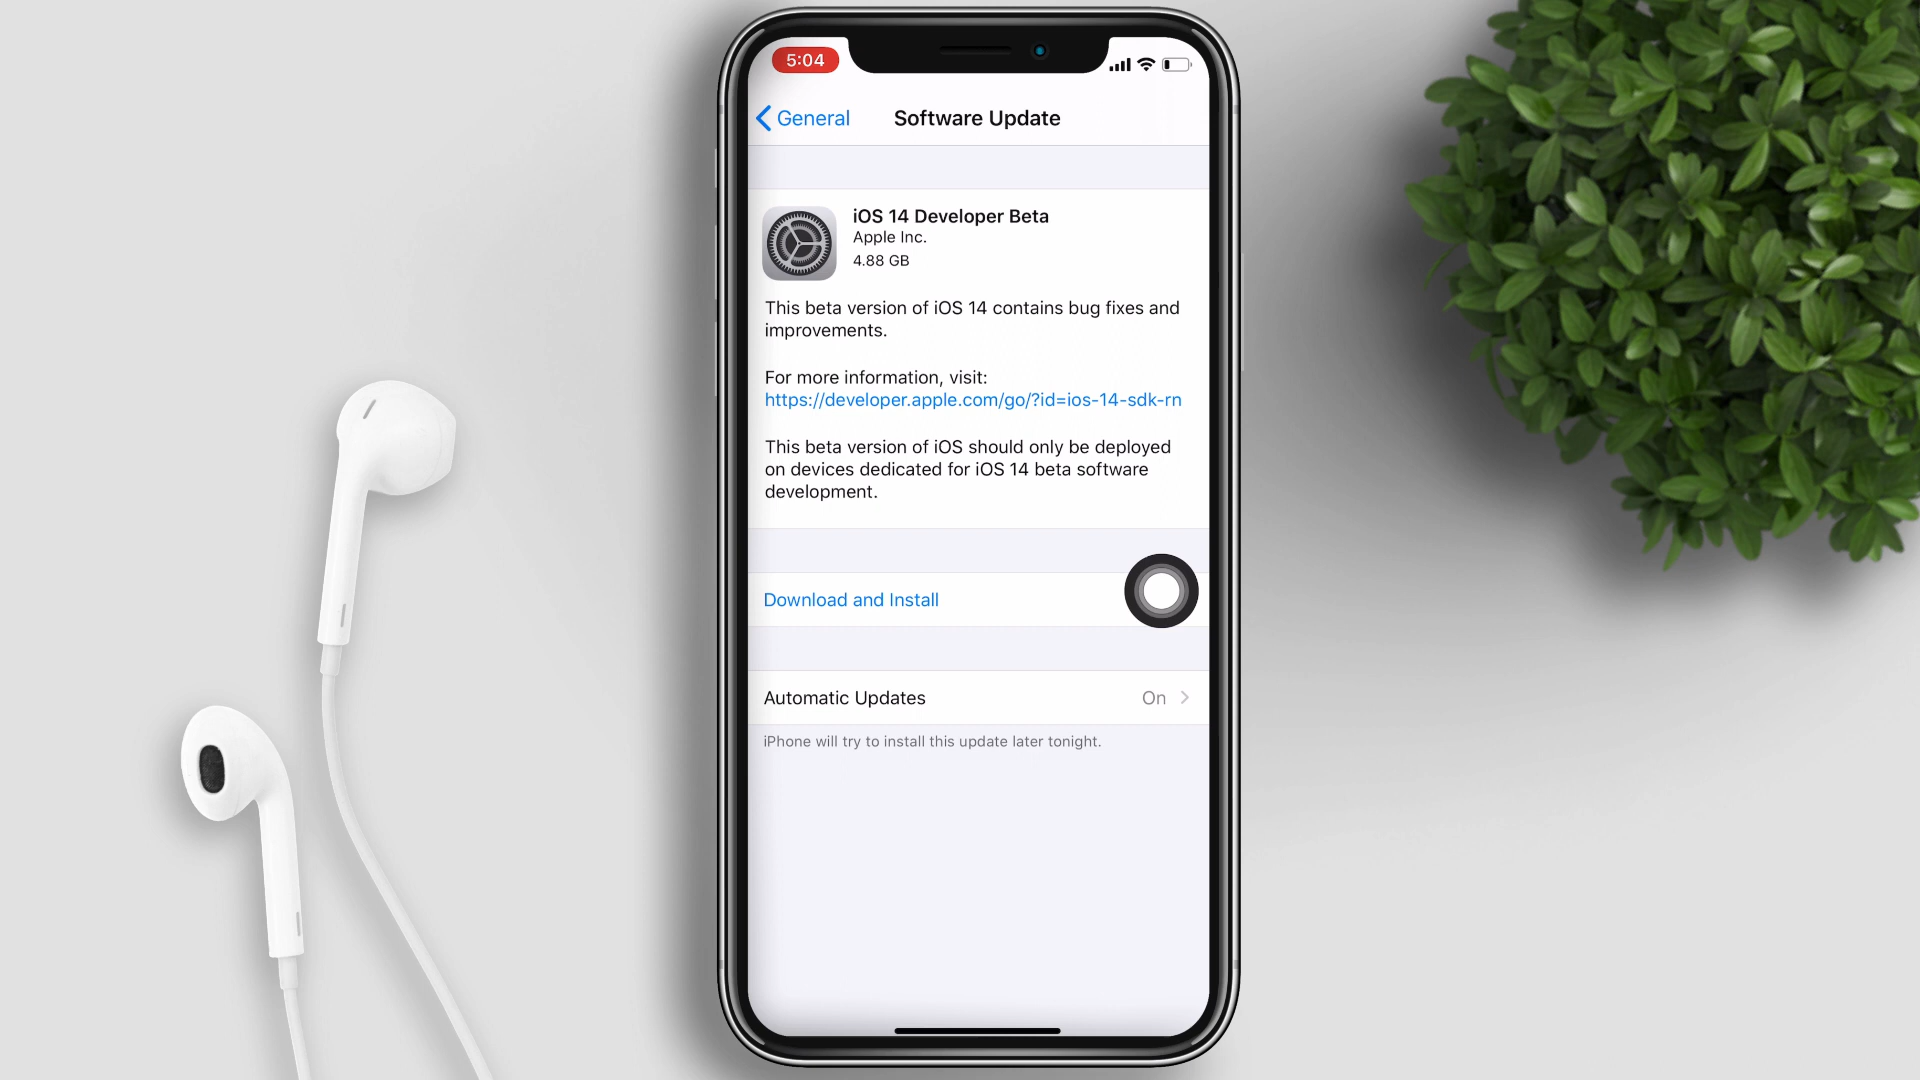 5:04
General
Software Update
iOS 14 Developer Beta
Apple Inc.
4.88 GB
This beta version of iOS 14 contains bug fixes and
improvements.
For more information, visit:
https://developer.apple.com/go/?id=ios-14-sdk-rn
This beta version of iOS should only be deployed
on devices dedicated for iOS 14 beta software
development.
Download and Install
Automatic Updates On
iPhone will try to install this update later tonight.